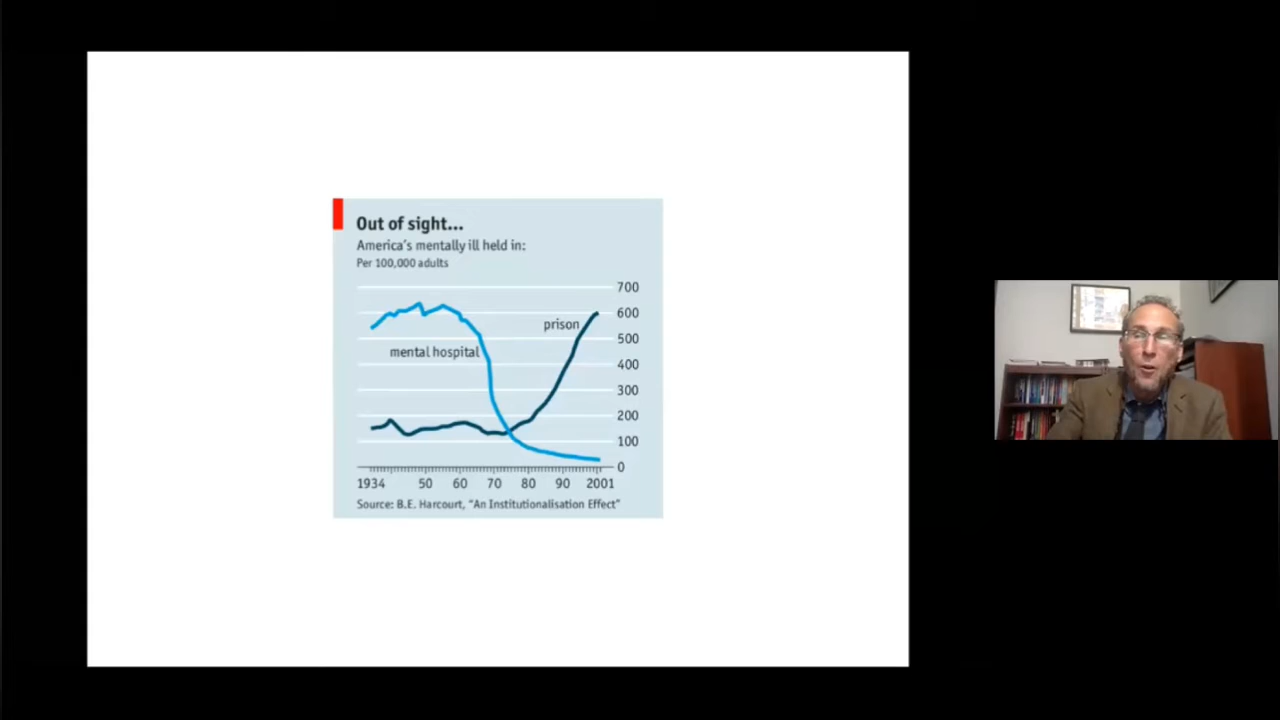 Out of sight...
America's mentally ill held in:
Per 100,000 adults
700
600
prison
500
mental hospital
400
300
200
100
0
1934 50 60 70 80 90 2001
Source: B.E. Harcourt, "An Institutionalisation Effect"